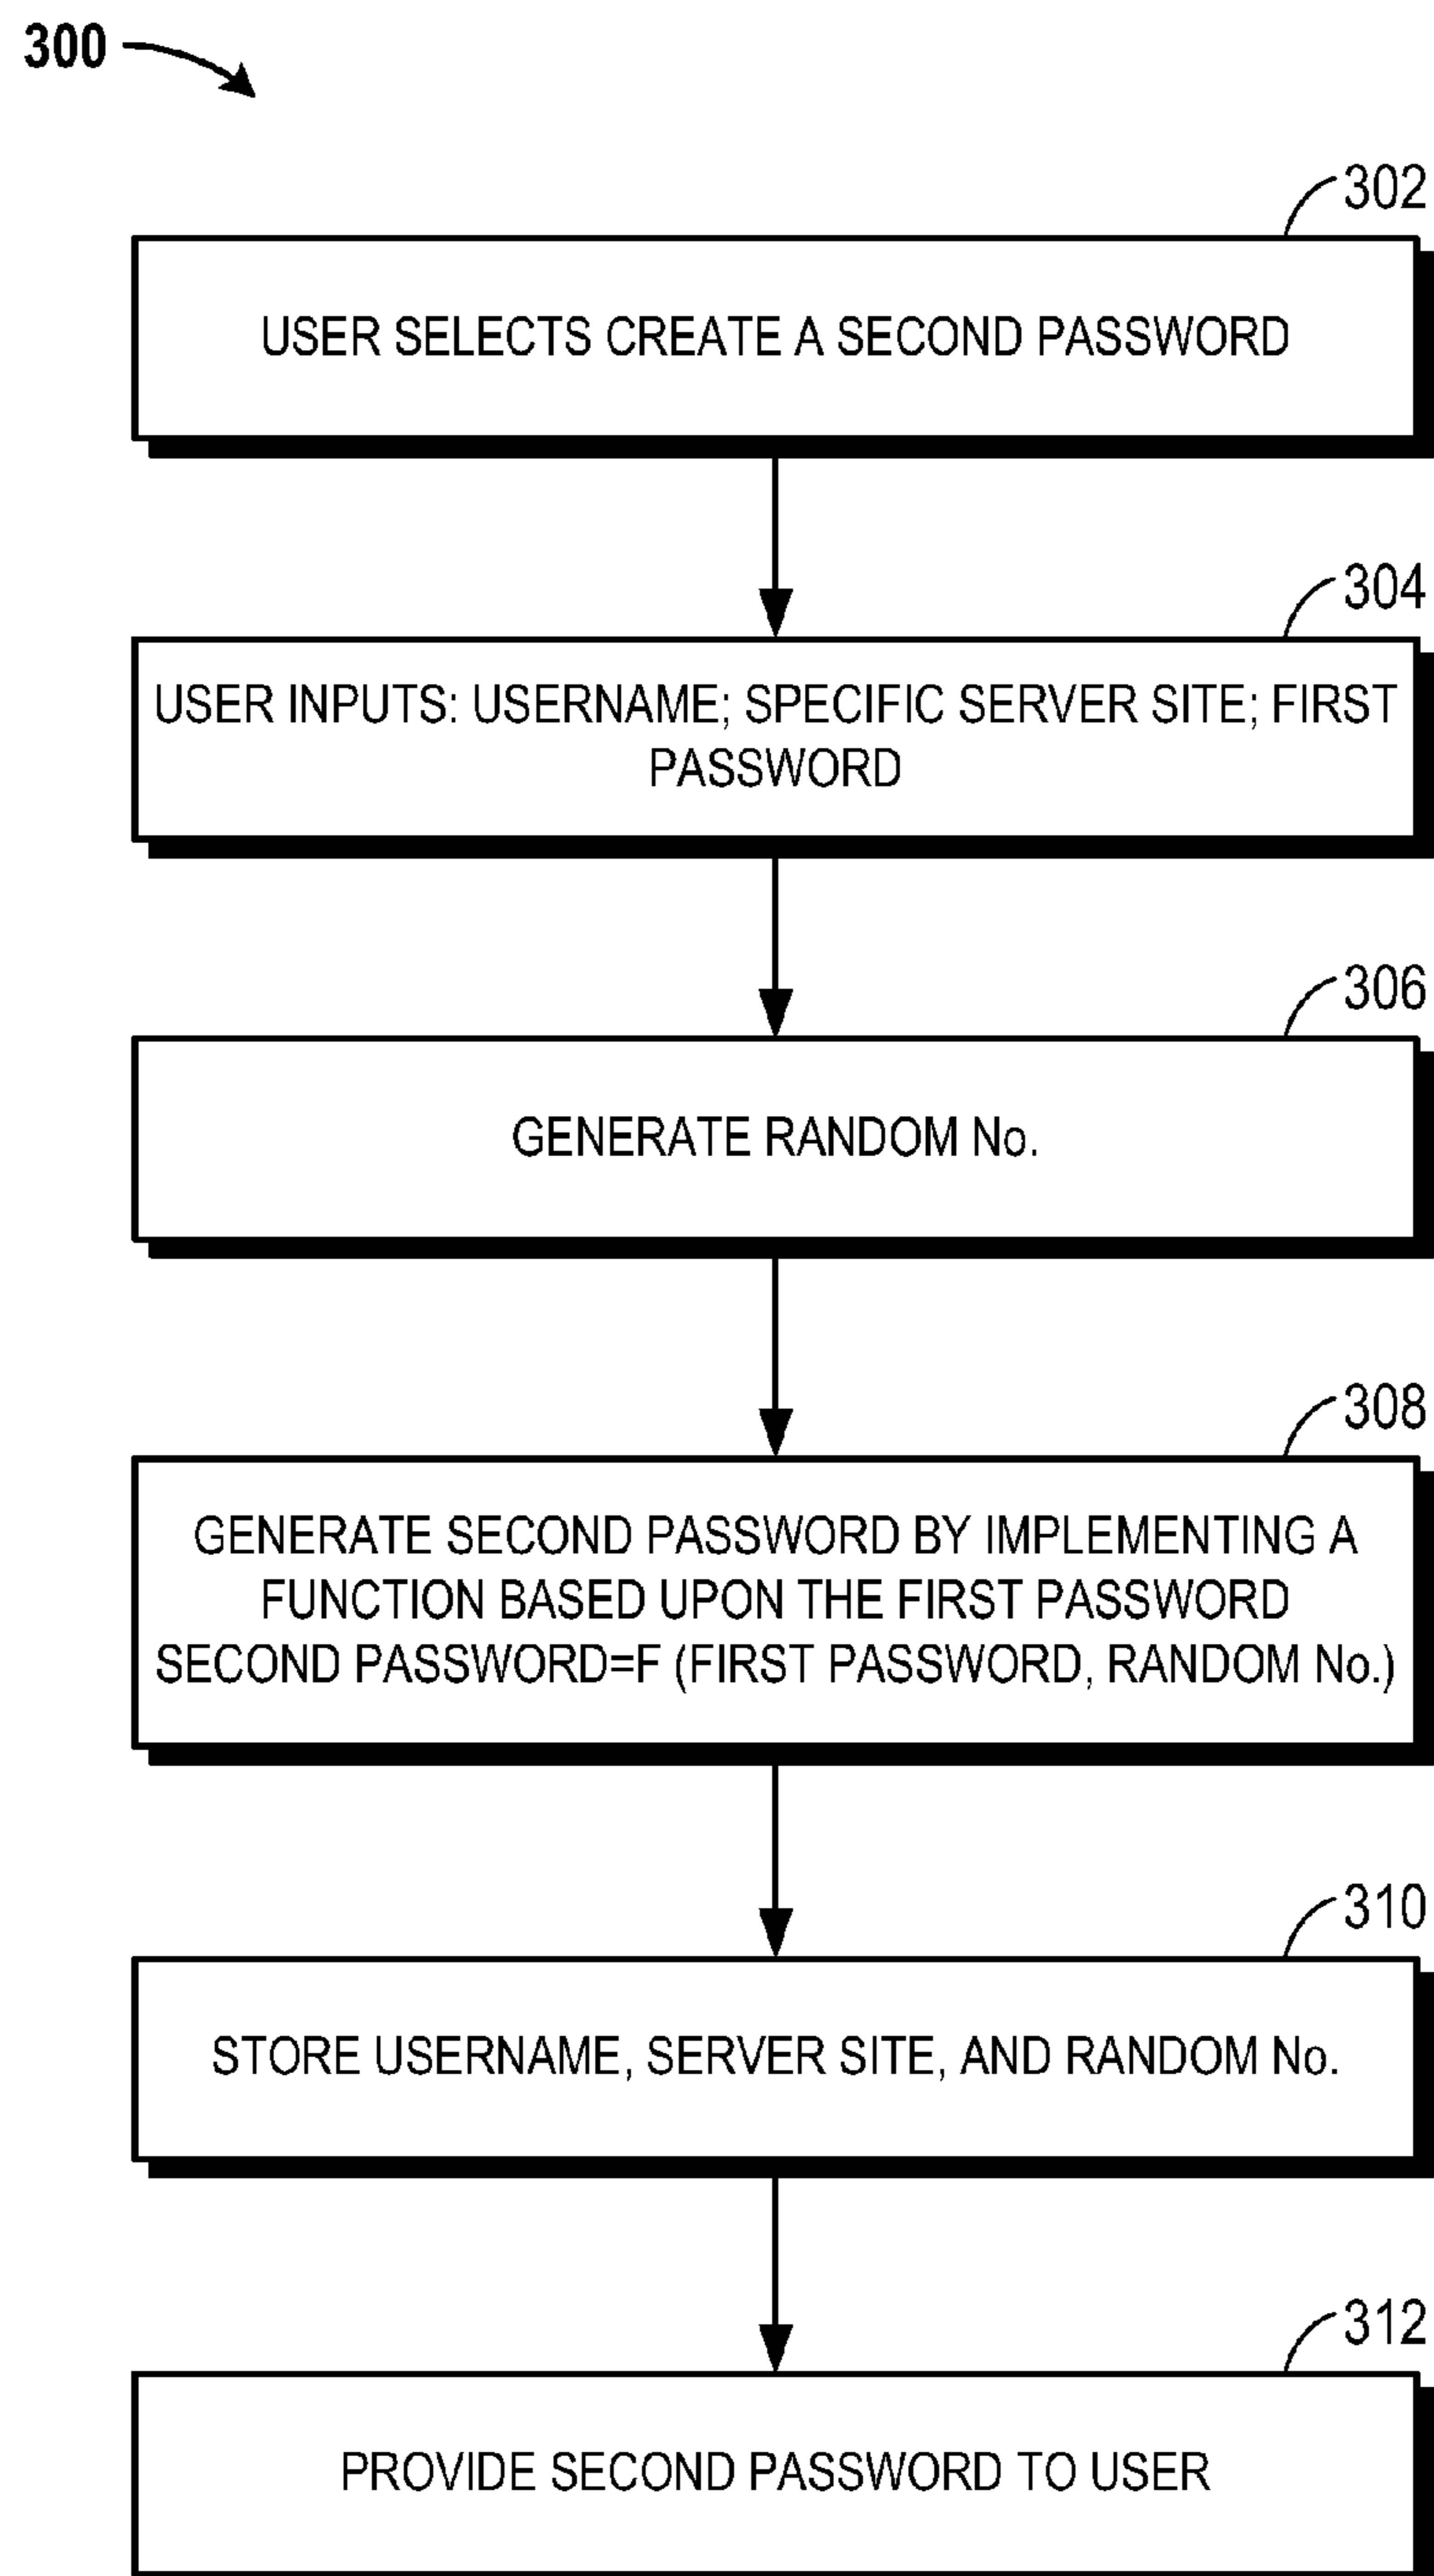 300
302
USER SELECTS CREATE A SECOND PASSWORD
304
USER INPUTS: USERNAME; SPECIFIC SERVER SITE; FIRST
PASSWORD
306
GENERATE RANDOM No.
308
GENERATE SECOND PASSWORD BY IMPLEMENTING A
FUNCTION BASED UPON THE FIRST PASSWORD
SECOND PASSWORD=F (FIRST PASSWORD, RANDOM No.)
310
STORE USERNAME, SERVER SITE, AND RANDOM No.
312
PROVIDE SECOND PASSWORD TO USER